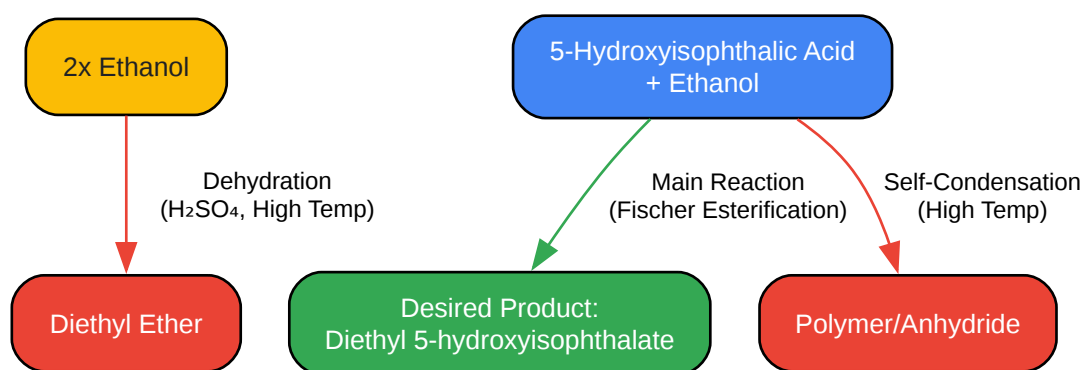 2x Ethanol
5-Hydroxyisophthalic Acid
+ Ethanol
Dehydration
(H₂SO₄, High Temp)
Main Reaction
(Fischer Esterification)
Self-Condensation
(High Temp)
Diethyl Ether
Desired Product:
Diethyl 5-hydroxyisophthalate
Polymer/Anhydride